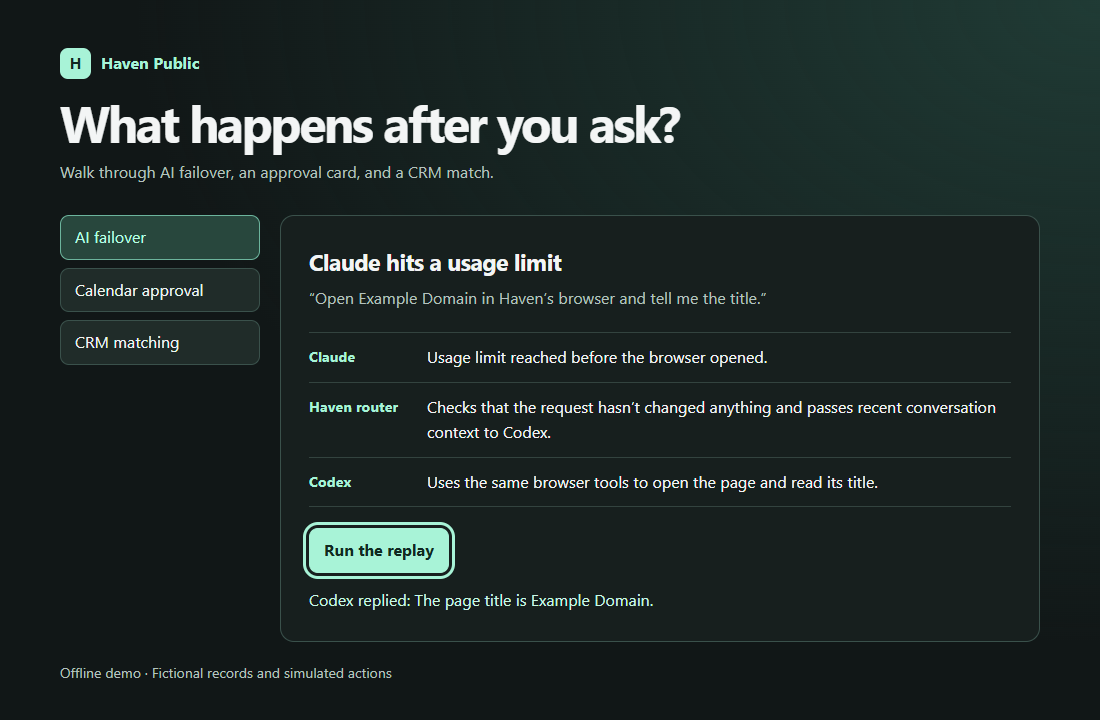 H
Haven Public
What happens after you ask?
Walk through AI failover, an approval card, and a CRM match.
AI failover
Calendar approval
CRM matching
Claude hits a usage limit
“Open Example Domain in Haven’s browser and tell me the title.”
Claude
Usage limit reached before the browser opened.
Haven router
Checks that the request hasn’t changed anything and passes recent conversation
context to Codex.
Codex
Uses the same browser tools to open the page and read its title.
Run the replay
Codex replied: The page title is Example Domain.
Offline demo · Fictional records and simulated actions